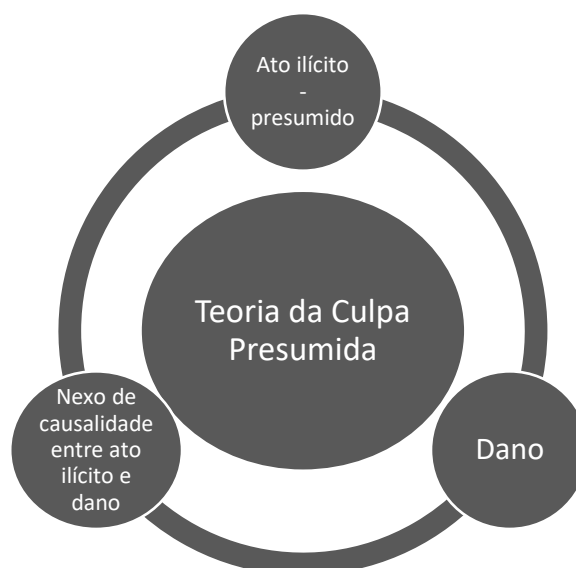 Ato ilícito
-
presumido
Teoria da Culpa
Presumida
Nexo de
causalidade
entre ato
ilícito e
dano
Dano